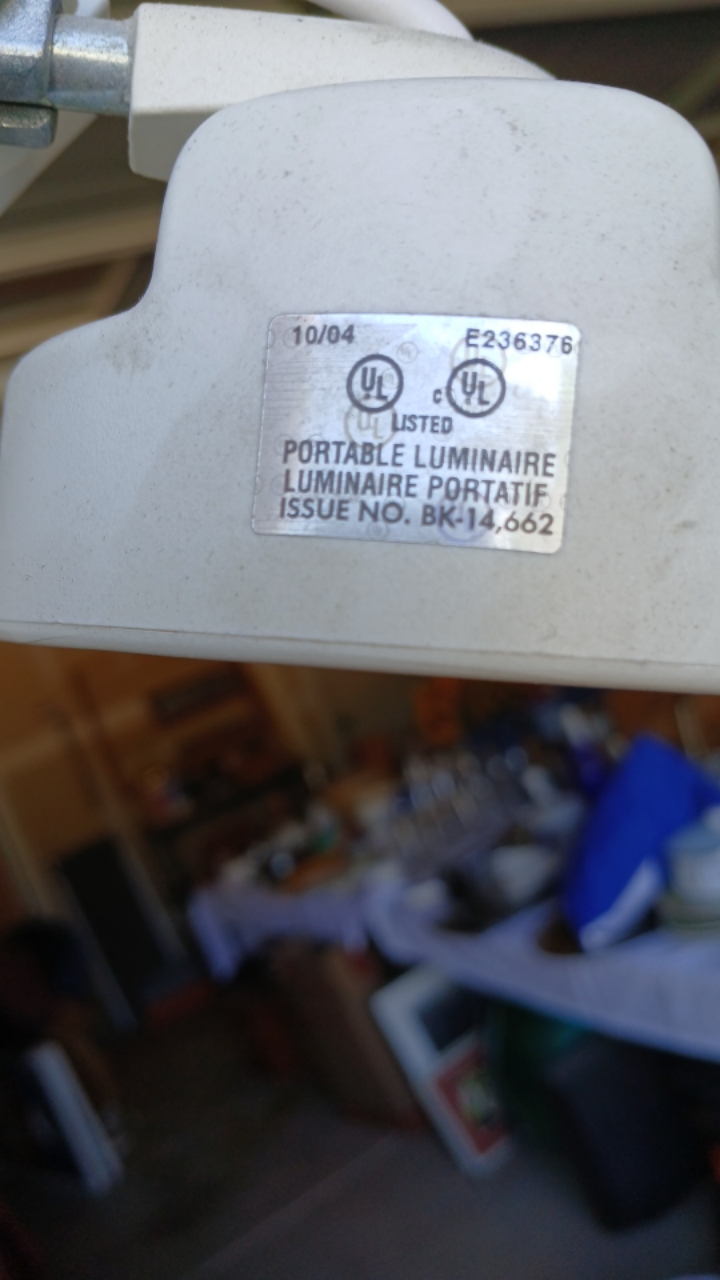 10/04 E236376
UL c UL
LISTED
PORTABLE LUMINAIRE
LUMINAIRE PORTATIF
ISSUE NO. BK-14,662